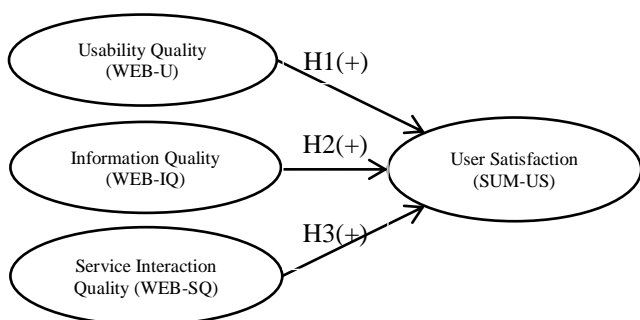 Usability Quality
(WEB-U)
H1(+)
Information Quality
(WEB-IQ)
H2(+)
User Satisfaction
(SUM-US)
H3(+)
Service Interaction
Quality (WEB-SQ)